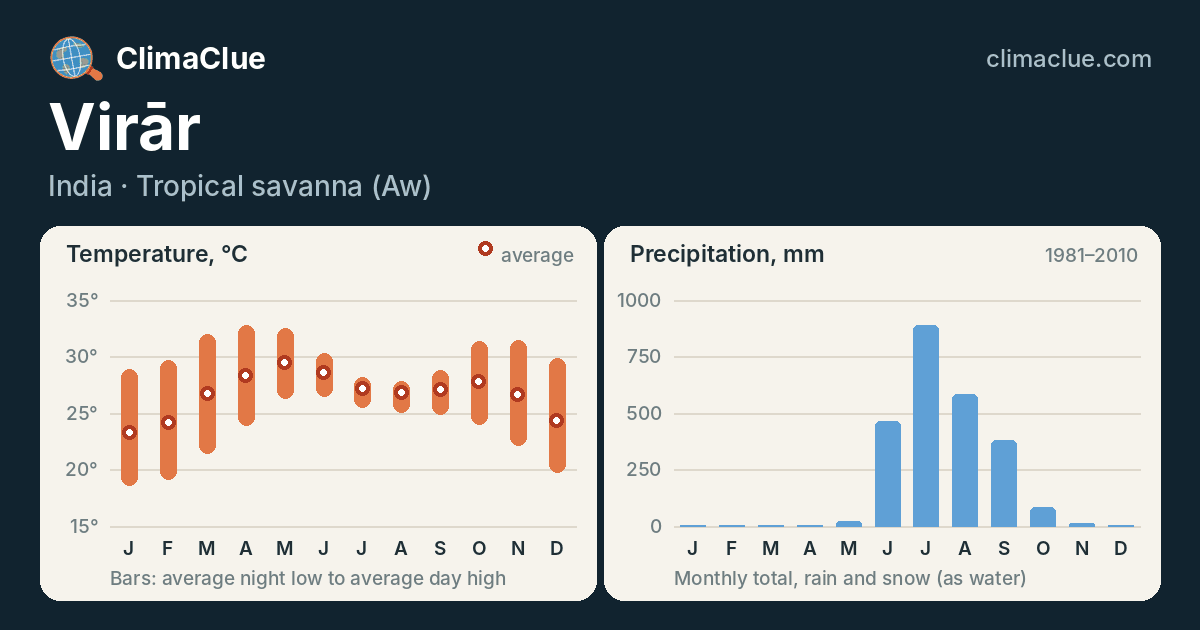 ClimaClue
climaclue.com
Virār
India · Tropical savanna (Aw)
Temperature, °C
average
35°
30°
25°
20°
15°
J F M A M J J A S O N D
Bars: average night low to average day high
Precipitation, mm
1981–2010
1000
750
500
250
0
J F M A M J J A S O N D
Monthly total, rain and snow (as water)